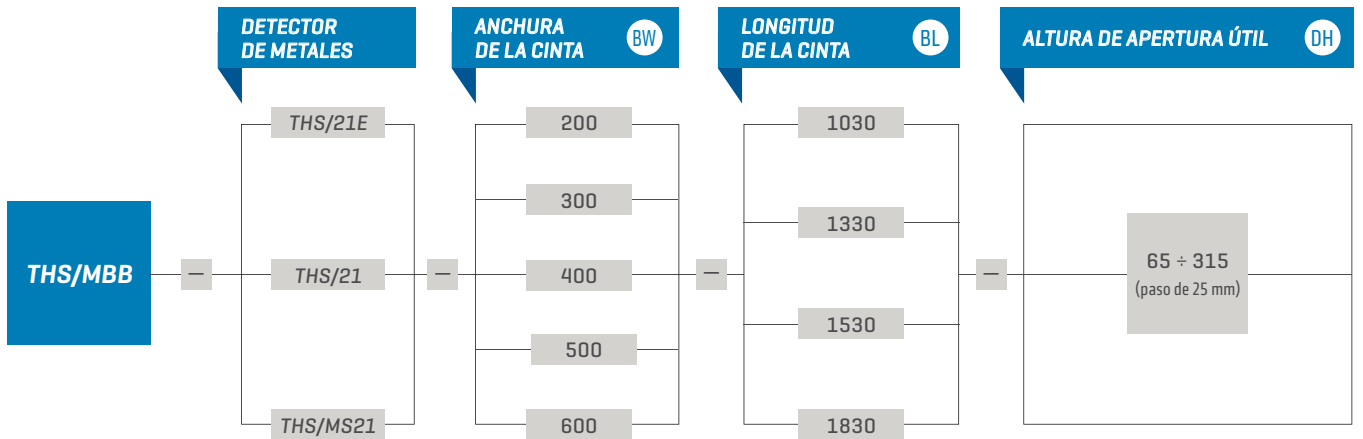 DETECTOR
DE METALES
ANCHURA
DE LA CINTA
BW
LONGITUD
DE LA CINTA
BL
ALTURA DE APERTURA ÚTIL
DH
THS/MBB
—
THS/21E
THS/21
THS/MS21
—
200
300
400
500
600
—
1030
1330
1530
1830
—
65 ÷ 315
(paso de 25 mm)